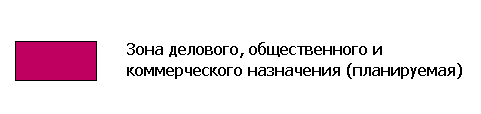 Зона делового, общественного и
коммерческого назначения (планируемая)